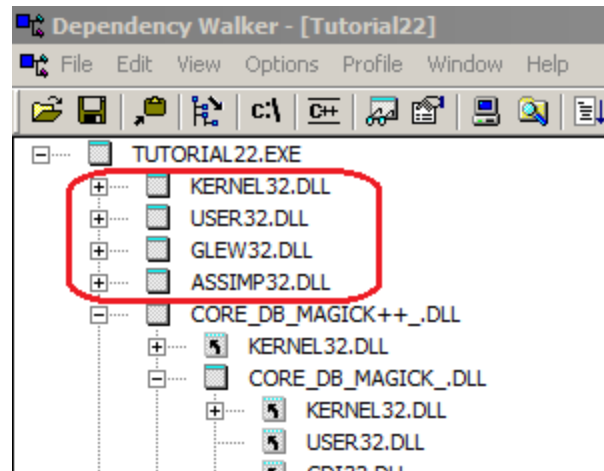 Dependency Walker - [Tutorial22]
File Edit View Options Profile Window Help
C:\ C++
TUTORIAL22.EXE
KERNEL32.DLL
USER32.DLL
GLEW32.DLL
ASSIMP32.DLL
CORE_DB_MAGICK++_.DLL
KERNEL32.DLL
CORE_DB_MAGICK_.DLL
KERNEL32.DLL
USER32.DLL